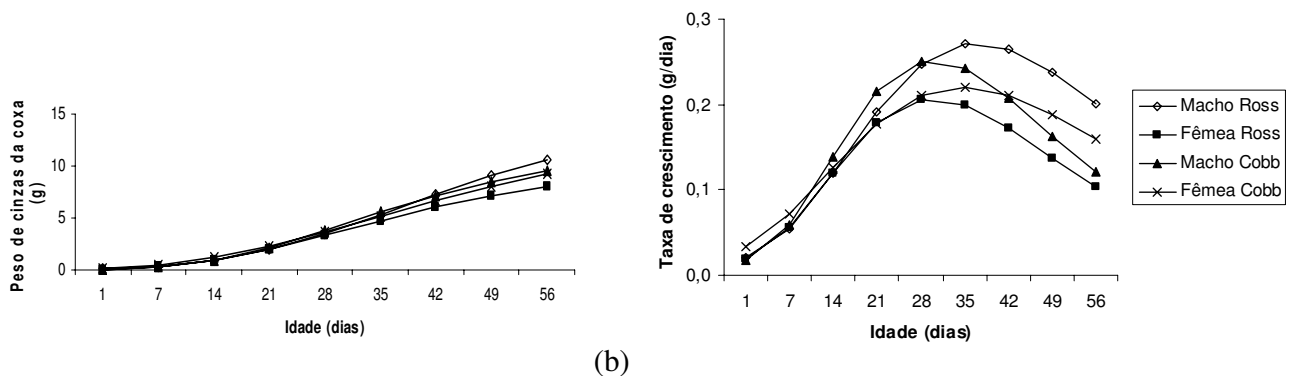 Peso de cinzas da coxa
(g)
15
10
5
0
1 7 14 21 28 35 42 49 56
Idade (dias)
Taxa de crescimento (g/dia)
0,3
0,2
0,1
0,0
1 7 14 21 28 35 42 49 56
Idade (dias)
Macho Ross
Fêmea Ross
Macho Cobb
Fêmea Cobb
(b)